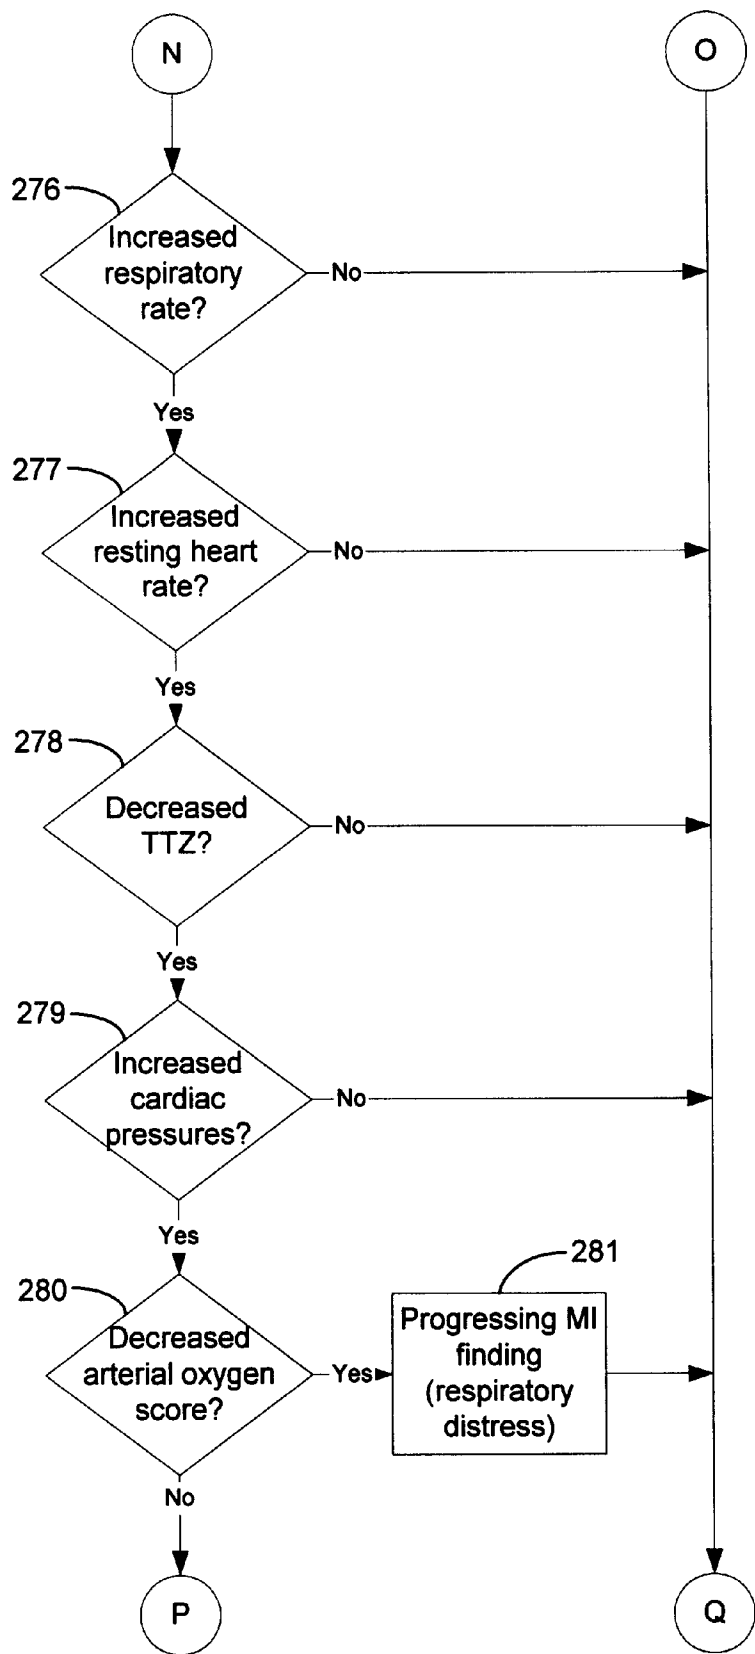 N
O
276
Increased
respiratory
rate?
No
Yes
277
Increased
resting heart
rate?
No
Yes
278
Decreased
TTZ?
No
Yes
279
Increased
cardiac
pressures?
No
Yes
280
Decreased
arterial oxygen
score?
Yes
281
Progressing MI
finding
(respiratory
distress)
No
P
Q